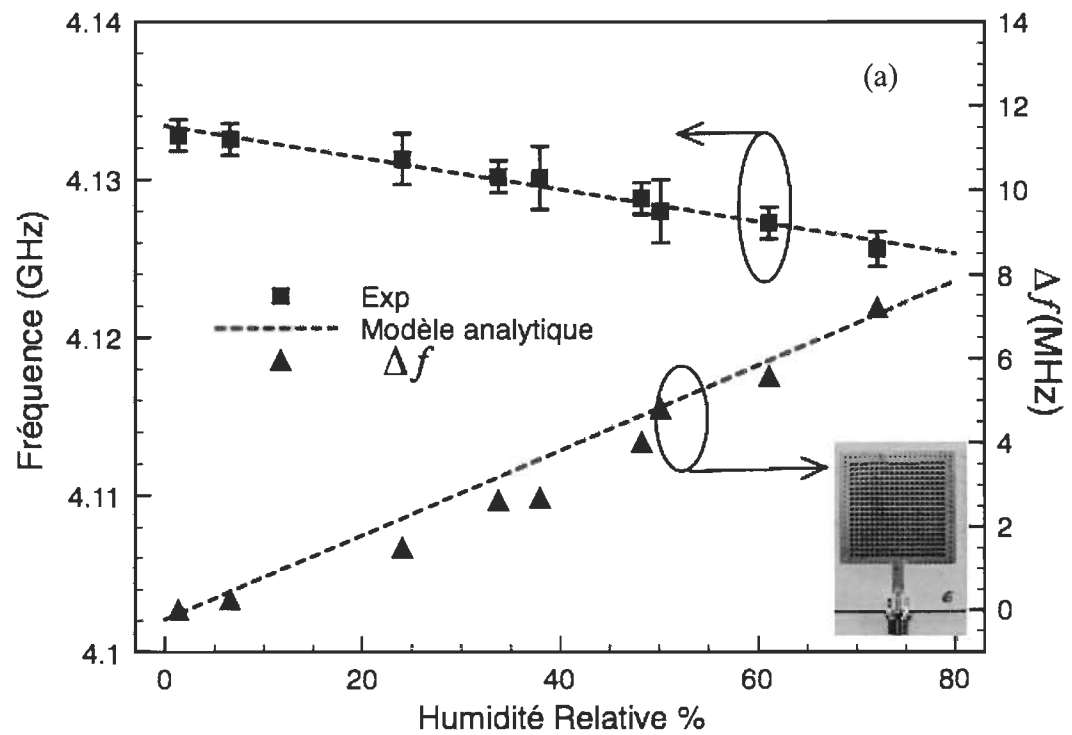 4.14
4.13
4.12
4.11
4.1
Fréquence (GHz)
(a)
Exp
Modèle analytique
Δf
14
12
10
8
6
4
2
0
Δf(MHz)
6
0
20
40
60
80
Humidité Relative %